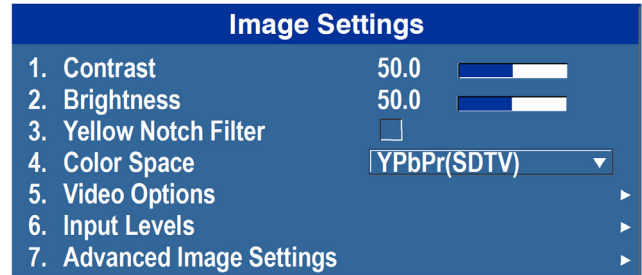 Image Settings
1. Contrast 50.0
2. Brightness 50.0
3. Yellow Notch Filter
4. Color Space YPbPr(SDTV)
5. Video Options
6. Input Levels
7. Advanced Image Settings